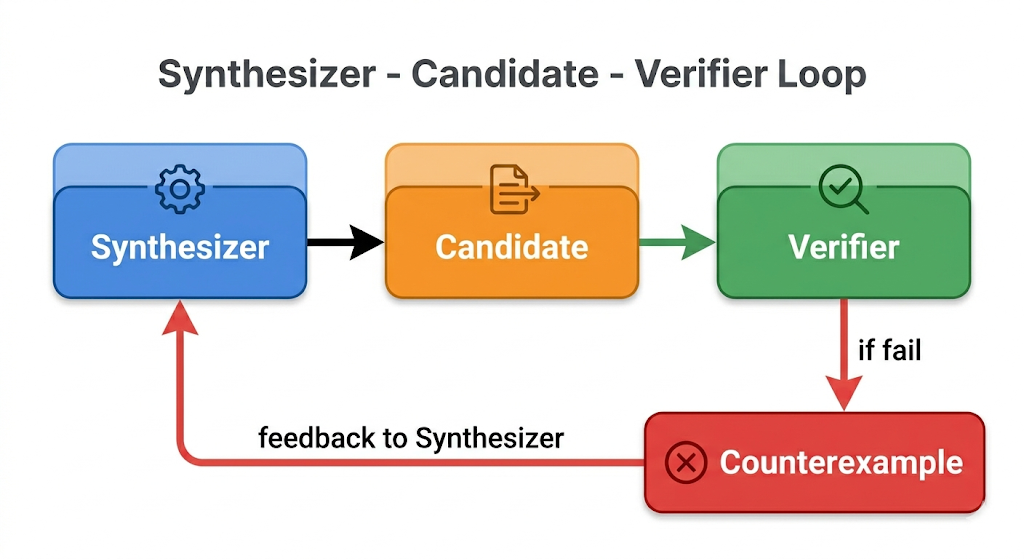 Synthesizer - Candidate - Verifier Loop
Synthesizer
Candidate
Verifier
if fail
feedback to Synthesizer
Counterexample